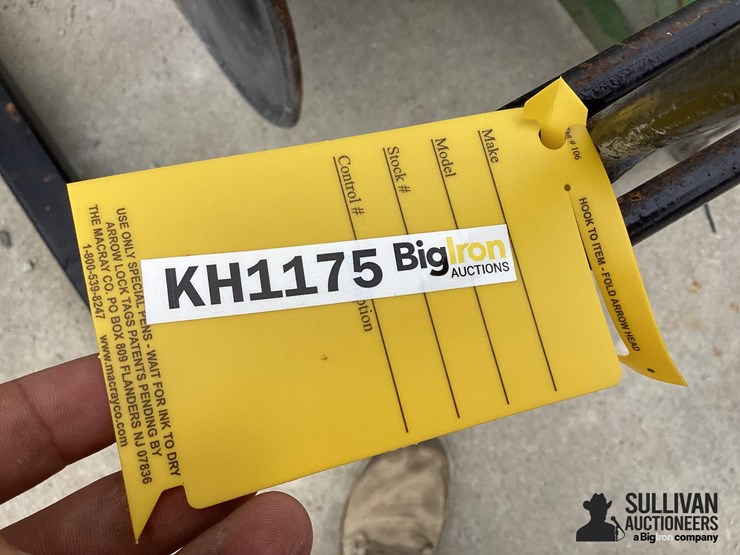 Make
Model
Stock #
Control #
ption
KH1175 BigIron
AUCTIONS
USE ONLY SPECIAL PENS - WAIT FOR INK TO DRY
ARROW LOCK TAGS PATENTS PENDING BY
THE MACRAY CO. PO BOX 809 FLANDERS NJ 07836
1-800-539-8247 www.macrayco.com
# 106
HOOK TO ITEM - FOLD ARROW HEAD
SULLIVAN
AUCTIONEERS
a BigIron company